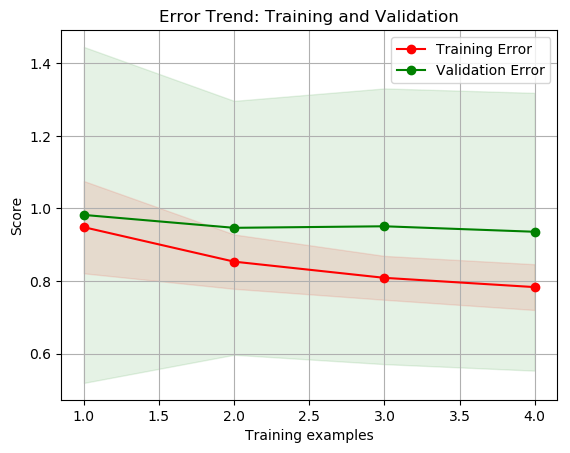 Error Trend: Training and Validation
Training Error
Validation Error
1.4
1.2
1.0
0.8
0.6
Score
1.0
1.5
2.0
2.5
3.0
3.5
4.0
Training examples